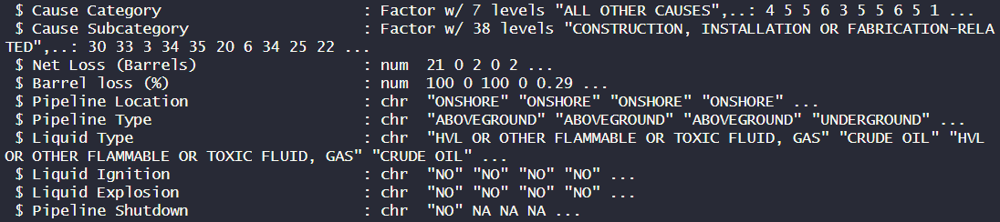 $ Cause Category                       : Factor w/ 7 levels "ALL OTHER CAUSES",..: 4 5 5 6 3 5 5 6 5 1 ...
$ Cause Subcategory                    : Factor w/ 38 levels "CONSTRUCTION, INSTALLATION OR FABRICATION-RELA
TED",..: 30 33 3 34 35 20 6 34 25 22 ...
$ Net Loss (Barrels)                   : num  21 0 2 0 2 ...
$ Barrel loss (%)                      : num  100 0 100 0 0.29 ...
$ Pipeline Location                    : chr  "ONSHORE" "ONSHORE" "ONSHORE" "ONSHORE" ...
$ Pipeline Type                        : chr  "ABOVEGROUND" "ABOVEGROUND" "ABOVEGROUND" "UNDERGROUND" ...
$ Liquid Type                          : chr  "HVL OR OTHER FLAMMABLE OR TOXIC FLUID, GAS" "CRUDE OIL" "HVL
OR OTHER FLAMMABLE OR TOXIC FLUID, GAS" "CRUDE OIL" ...
$ Liquid Ignition                      : chr  "NO" "NO" "NO" "NO" ...
$ Liquid Explosion                     : chr  "NO" "NO" "NO" "NO" ...
$ Pipeline Shutdown                    : chr  "NO" NA NA NA ...